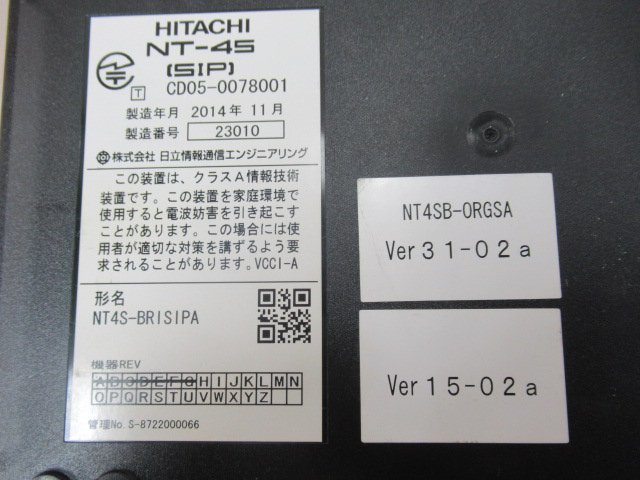 HITACHI
NT-4S
(SIP)
T CD05-0078001
製造年月 2014年 11月
製造番号 23010
株式会社 日立情報通信エンジニアリング
この装置は、クラスA情報技術
装置です。この装置を家庭環境で
使用すると電波妨害を引き起こす
ことがあります。この場合には使
用者が適切な対策を講ずるよう要
求されることがあります。VCCI-A
形名
NT4S-BRISIPA
機器REV
ABCDEFGHIJKLMN
OPQRSTUVWXYZ
管理No. S-8722000066
NT4SB-ORGSA
Ver31-02a
Ver15-02a